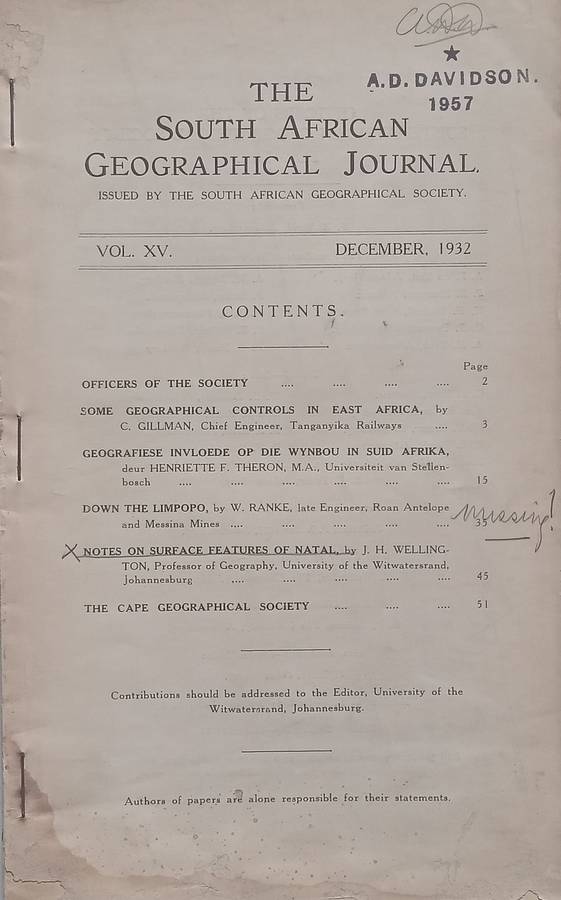 ★
A.D. DAVIDSON.
1957
THE
SOUTH AFRICAN
GEOGRAPHICAL JOURNAL.
ISSUED BY THE SOUTH AFRICAN GEOGRAPHICAL SOCIETY.
VOL. XV. DECEMBER, 1932
CONTENTS.
Page
OFFICERS OF THE SOCIETY .... .... .... .... 2
SOME GEOGRAPHICAL CONTROLS IN EAST AFRICA, by
C. GILLMAN, Chief Engineer, Tanganyika Railways .... 3
GEOGRAFIESE INVLOEDE OP DIE WYNBOU IN SUID AFRIKA,
deur HENRIETTE F. THERON, M.A., Universiteit van Stellen-
bosch .... .... .... .... .... .... 15
DOWN THE LIMPOPO, by W. RANKE, late Engineer, Roan Antelope
and Messina Mines .... .... .... .... .... 35 missing!
X NOTES ON SURFACE FEATURES OF NATAL, by J. H. WELLING-
TON, Professor of Geography, University of the Witwatersrand,
Johannesburg .... .... .... .... .... 45
THE CAPE GEOGRAPHICAL SOCIETY .... .... .... 51
Contributions should be addressed to the Editor, University of the
Witwatersrand, Johannesburg.
Authors of papers are alone responsible for their statements.